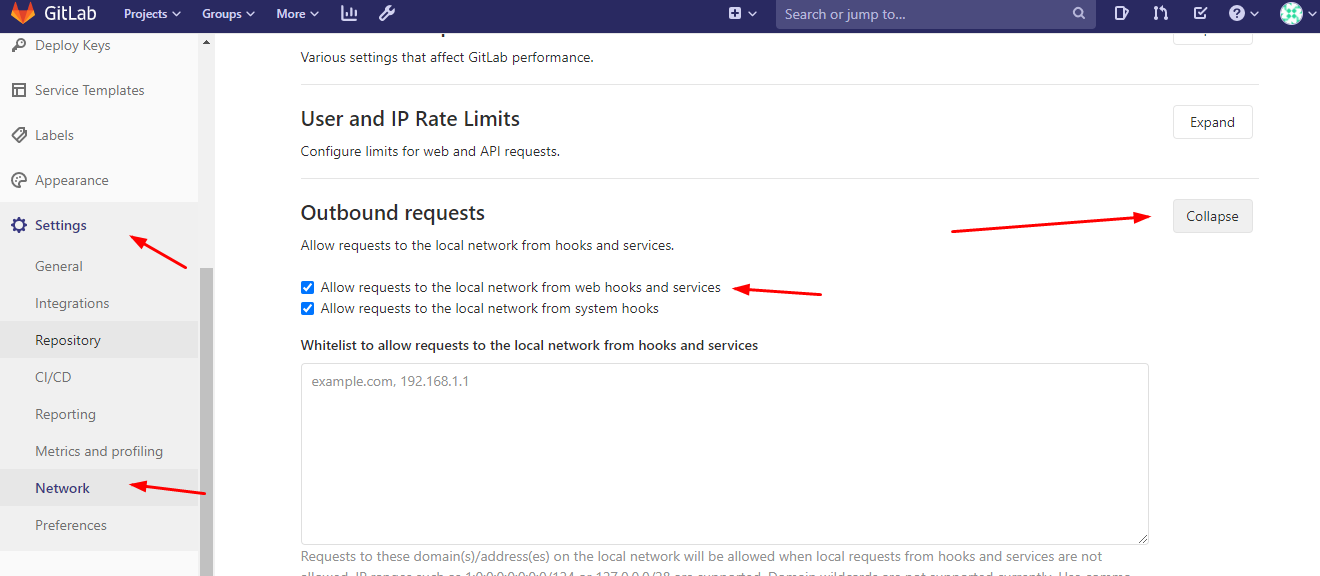 GitLab Projects Groups More Search or jump to...
Deploy Keys
Service Templates
Labels
Appearance
Settings
General
Integrations
Repository
CI/CD
Reporting
Metrics and profiling
Network
Preferences
Various settings that affect GitLab performance.
User and IP Rate Limits
Expand
Configure limits for web and API requests.
Outbound requests
Collapse
Allow requests to the local network from hooks and services.
Allow requests to the local network from web hooks and services
Allow requests to the local network from system hooks
Whitelist to allow requests to the local network from hooks and services
example.com, 192.168.1.1
Requests to these domain(s)/address(es) on the local network will be allowed when local requests from hooks and services are not